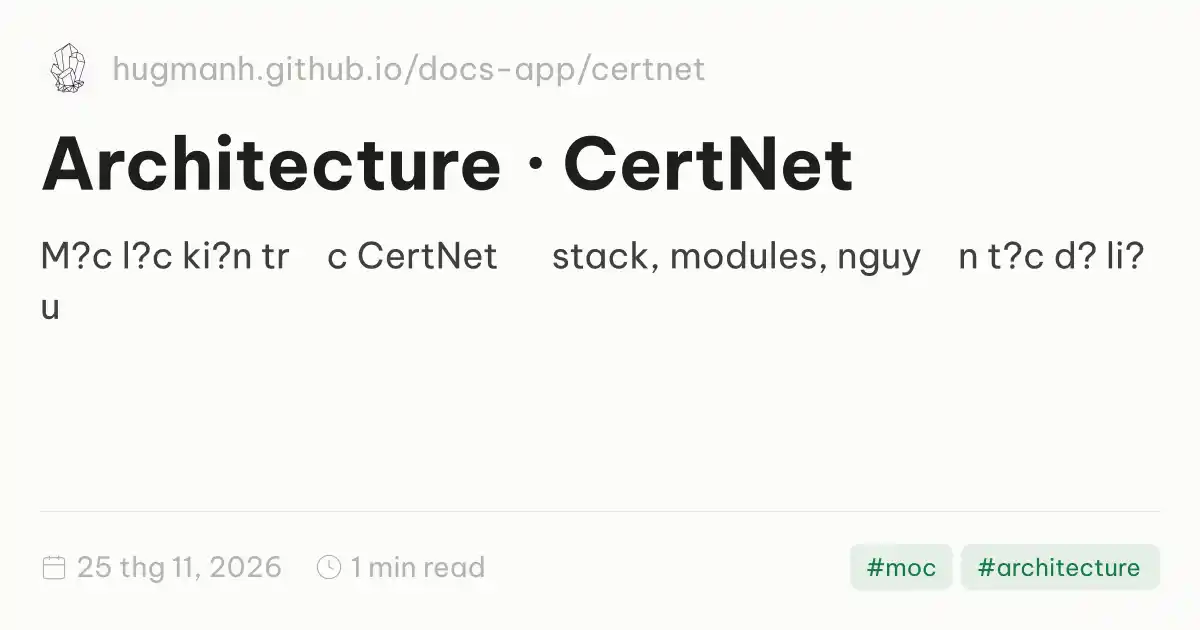 hugmanh.github.io/docs-app/certnet
Architecture · CertNet
M?c l?c ki?n tr c CertNet stack, modules, nguy n t?c d? li?
u
25 thg 11, 2026 1 min read #moc #architecture